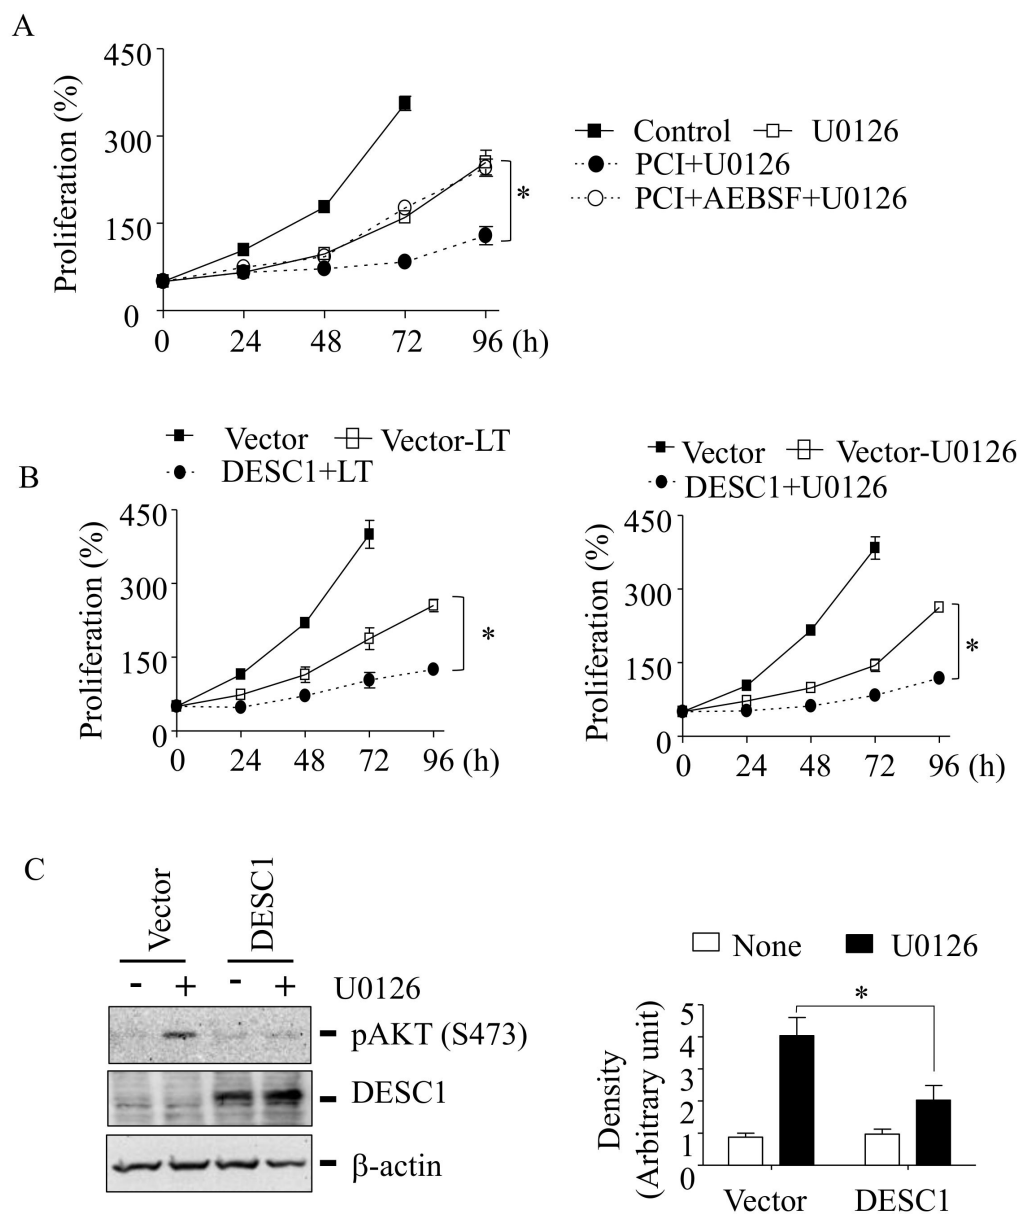 A
450
300
150
0
Proliferation (%)
0 24 48 72 96 (h)
Control U0126
PCI+U0126
PCI+AEBSF+U0126
*
B
Vector Vector-LT
DESC1+LT
450
300
150
0
Proliferation (%)
0 24 48 72 96 (h)
*
Vector Vector-U0126
DESC1+U0126
450
300
150
0
Proliferation (%)
0 24 48 72 96 (h)
*
C
Vector DESC1
- + - + U0126
pAKT (S473)
DESC1
β-actin
None U0126
*
5
4
3
2
1
0
Density
(Arbitrary unit)
Vector DESC1